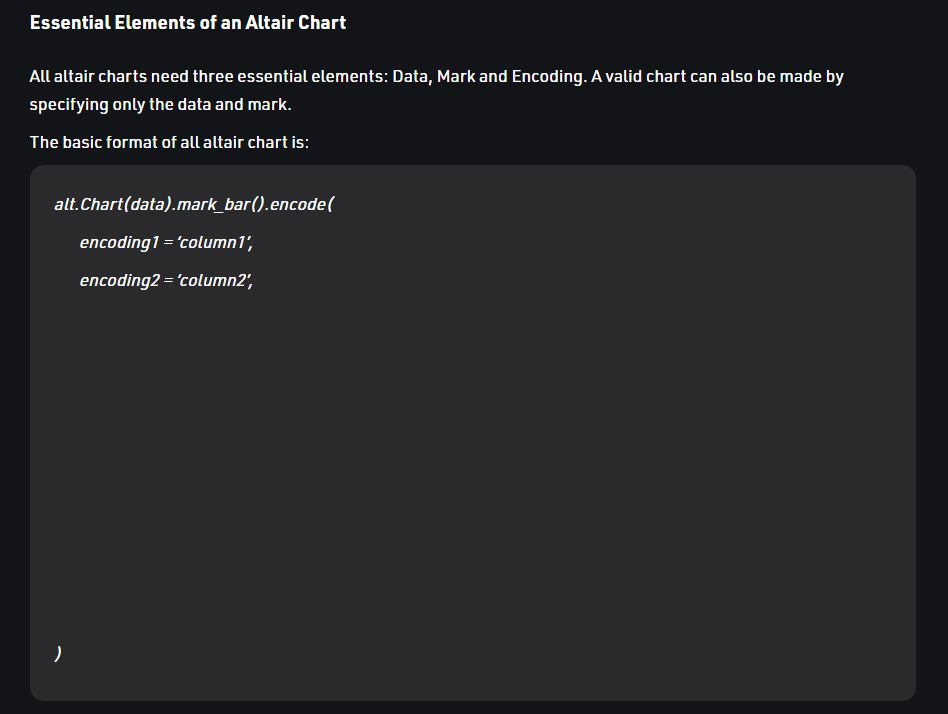 Essential Elements of an Altair Chart
All altair charts need three essential elements: Data, Mark and Encoding. A valid chart can also be made by
specifying only the data and mark.
The basic format of all altair chart is:
alt.Chart(data).mark_bar().encode(
encoding1 = ‘column1’,
encoding2 = ‘column2’,
)